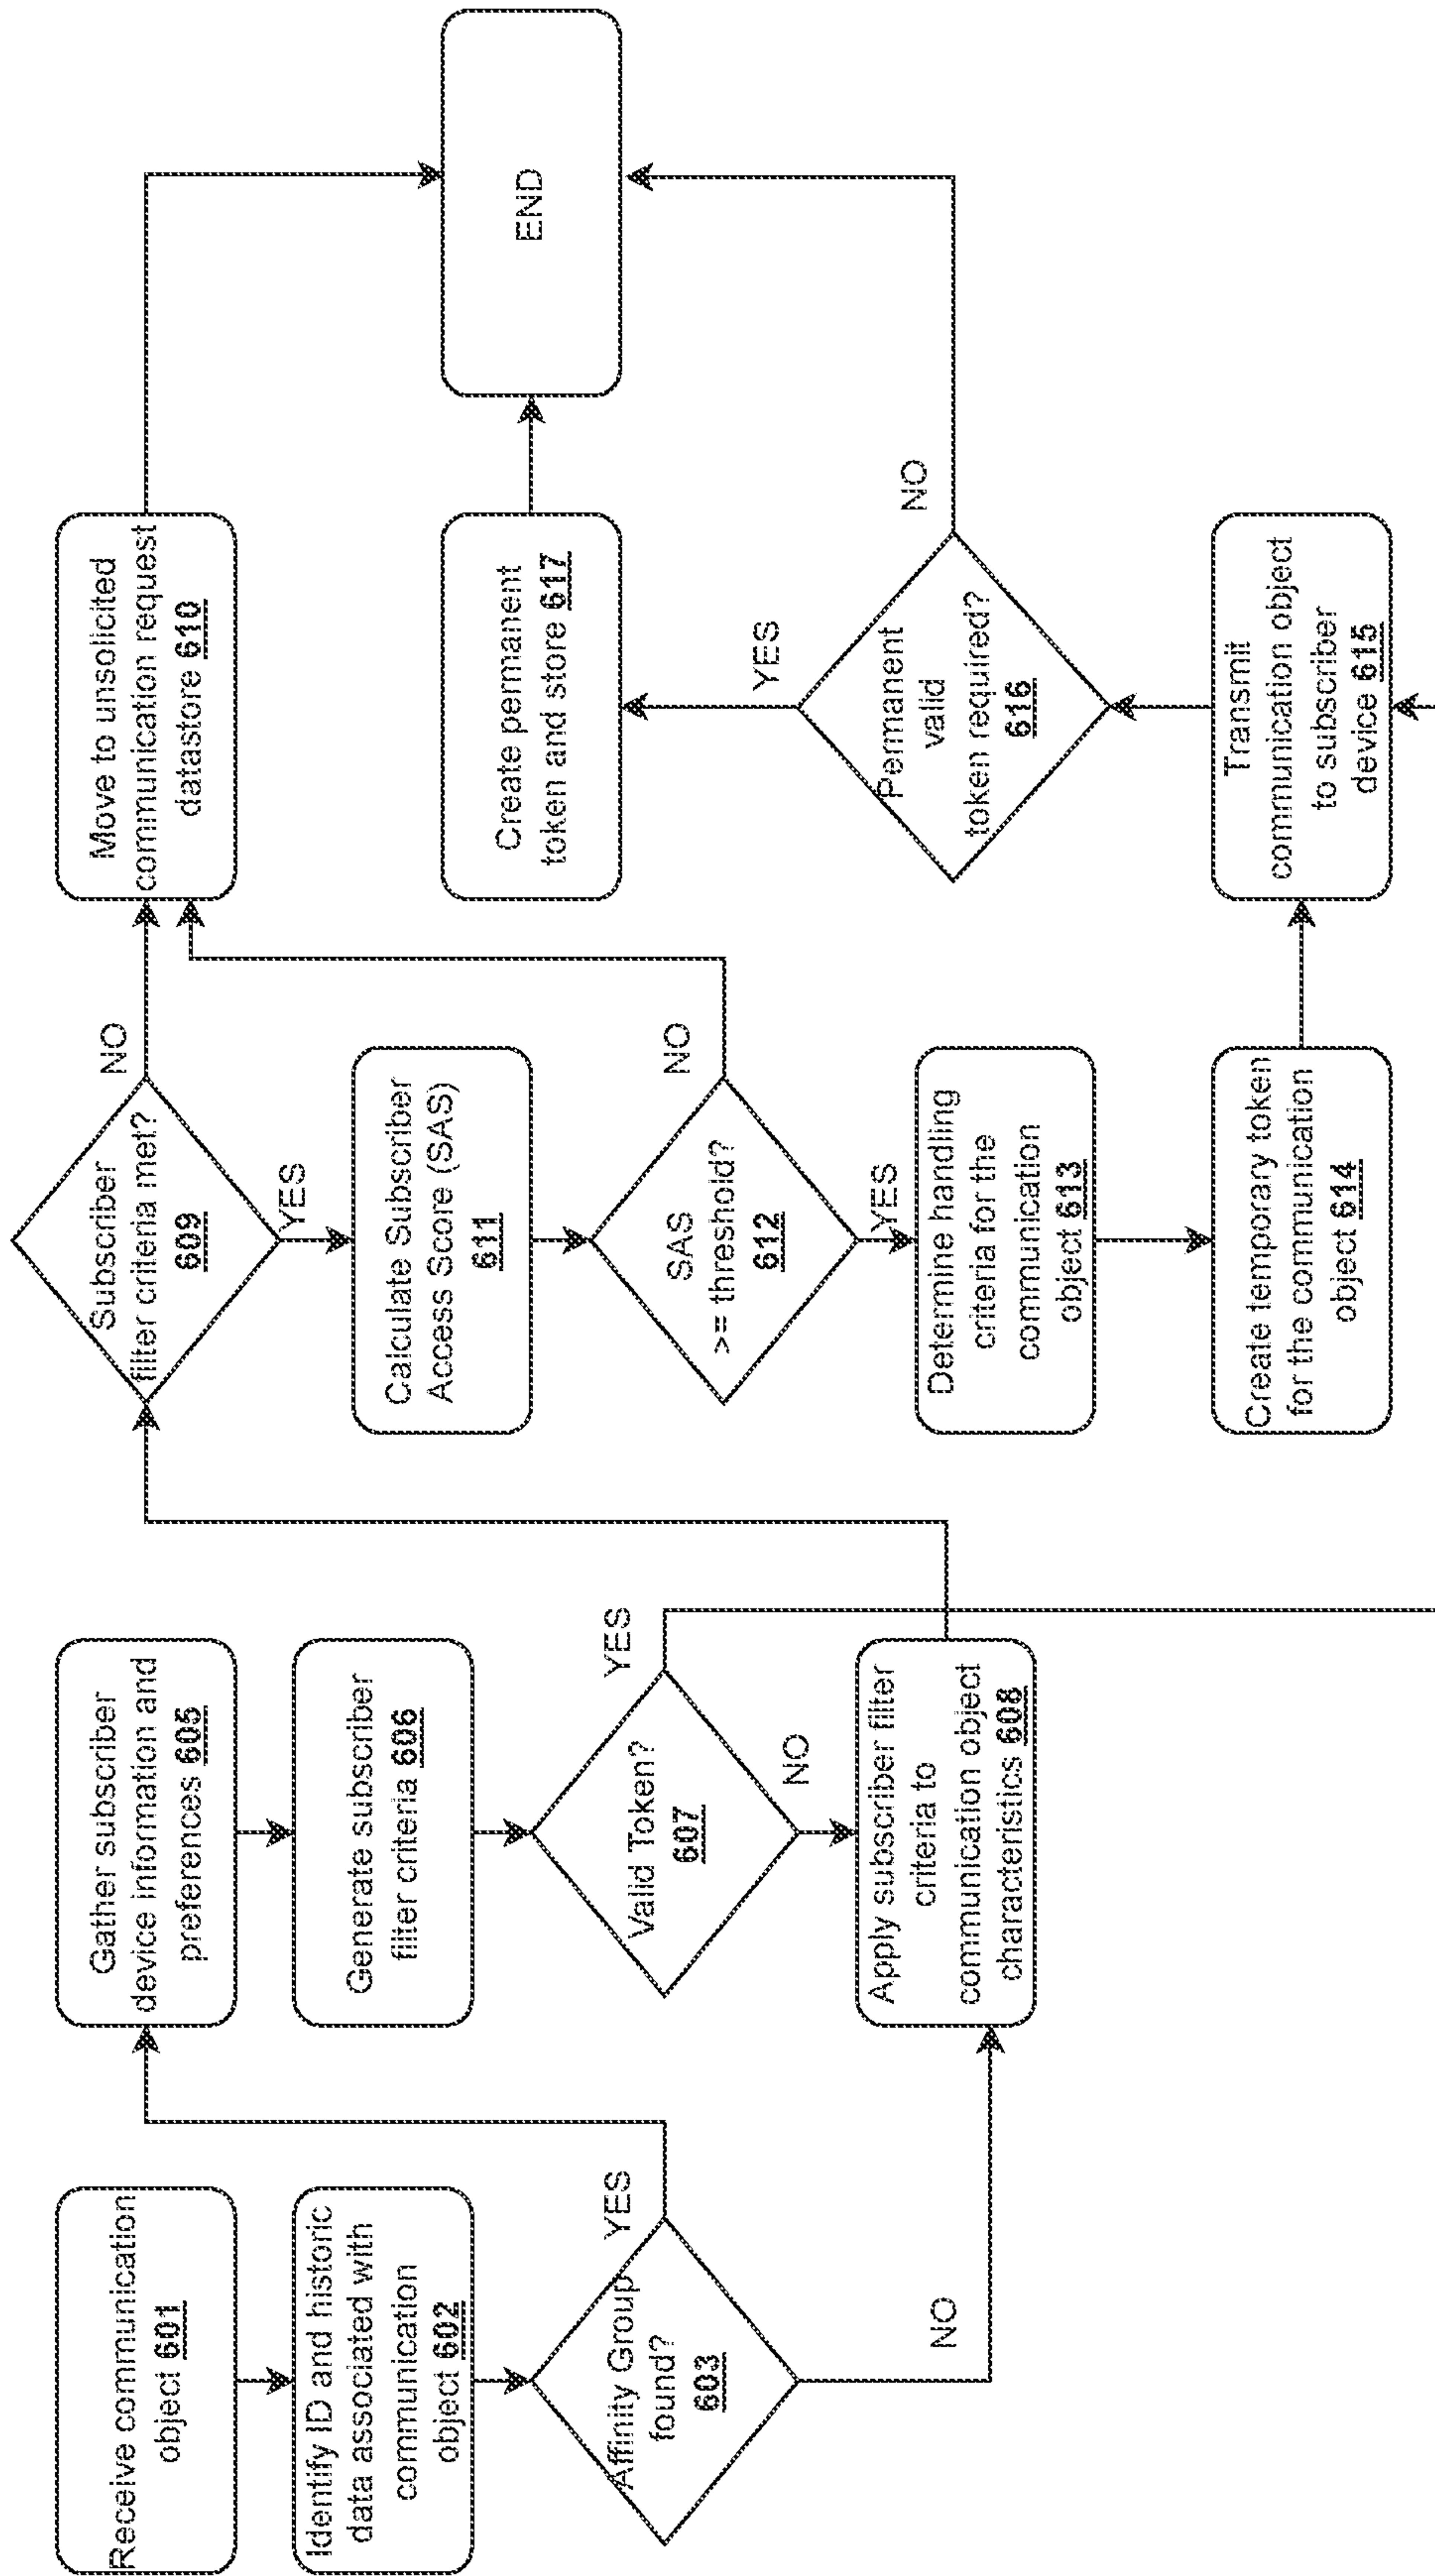 Receive communication
object 601
Identify ID and historic
data associated with
communication
object 602
Affinity Group
found?
603
YES
NO
Gather subscriber
device information and
preferences 605
Generate subscriber
filter criteria 606
Valid Token?
607
YES
NO
Apply subscriber filter
criteria to
communication object
characteristics 608
Subscriber
filter criteria met?
609
NO
YES
Calculate Subscriber
Access Score (SAS)
611
SAS
>= threshold?
612
NO
YES
Determine handling
criteria for the
communication
object 613
Create temporary token
for the communication
object 614
Move to unsolicited
communication request
datastore 610
Create permanent
token and store 617
YES
Permanent
valid
token required?
616
NO
Transmit
communication object
to subscriber
device 615
END